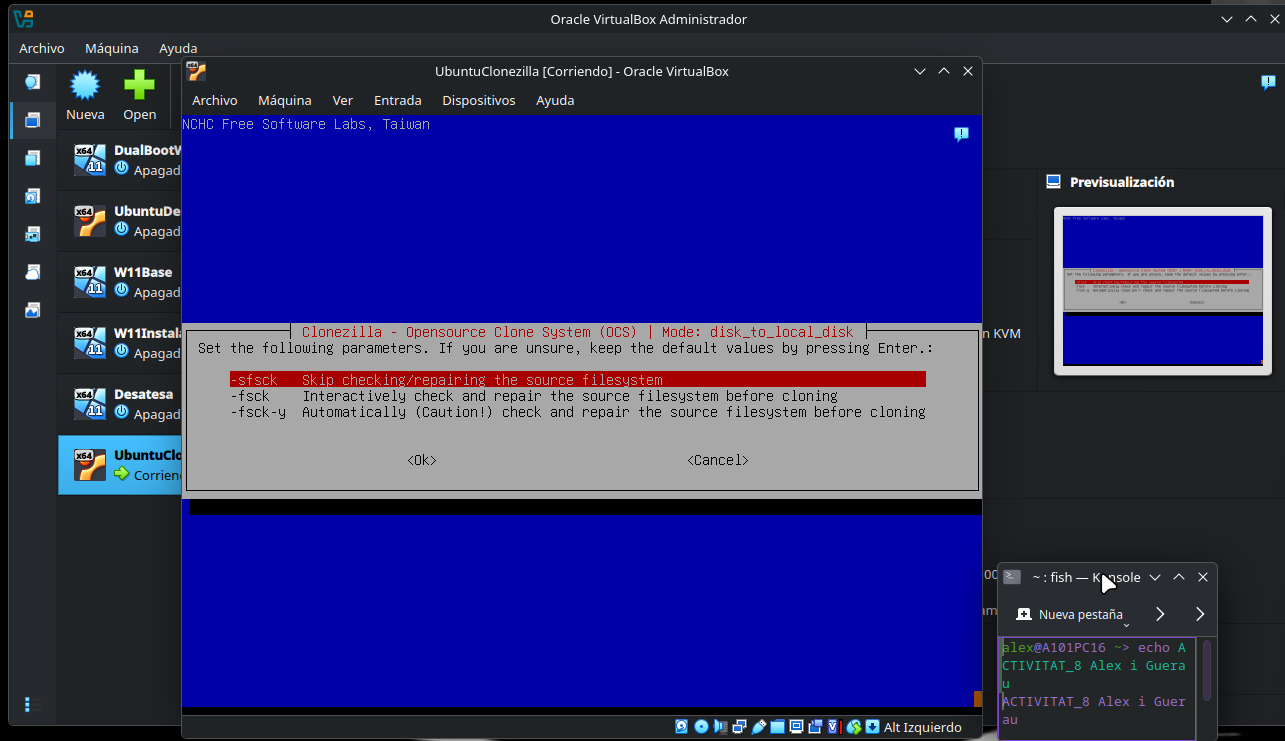 Oracle VirtualBox Administrador
Archivo Máquina Ayuda
Nueva Open
DualBootW
Apagad
UbuntuDe
Apagad
W11Base
Apagad
W11Instala
Apagad
Desatesa
Apagad
UbuntuClo
Corrien
UbuntuClonezilla [Corriendo] - Oracle VirtualBox
Archivo Máquina Ver Entrada Dispositivos Ayuda
NCHC Free Software Labs, Taiwan
Clonezilla - Opensource Clone System (OCS) | Mode: disk_to_local_disk
Set the following parameters. If you are unsure, keep the default values by pressing Enter.:
-sfsck Skip checking/repairing the source filesystem
-fsck Interactively check and repair the source filesystem before cloning
-fsck-y Automatically (Caution!) check and repair the source filesystem before cloning
<Ok> <Cancel>
Alt Izquierdo
Previsualización
n KVM
~ : fish — Konsole
Nueva pestaña
alex@A101PC16 ~> echo A
CTIVITAT_8 Alex i Guera
u
ACTIVITAT_8 Alex i Guer
au